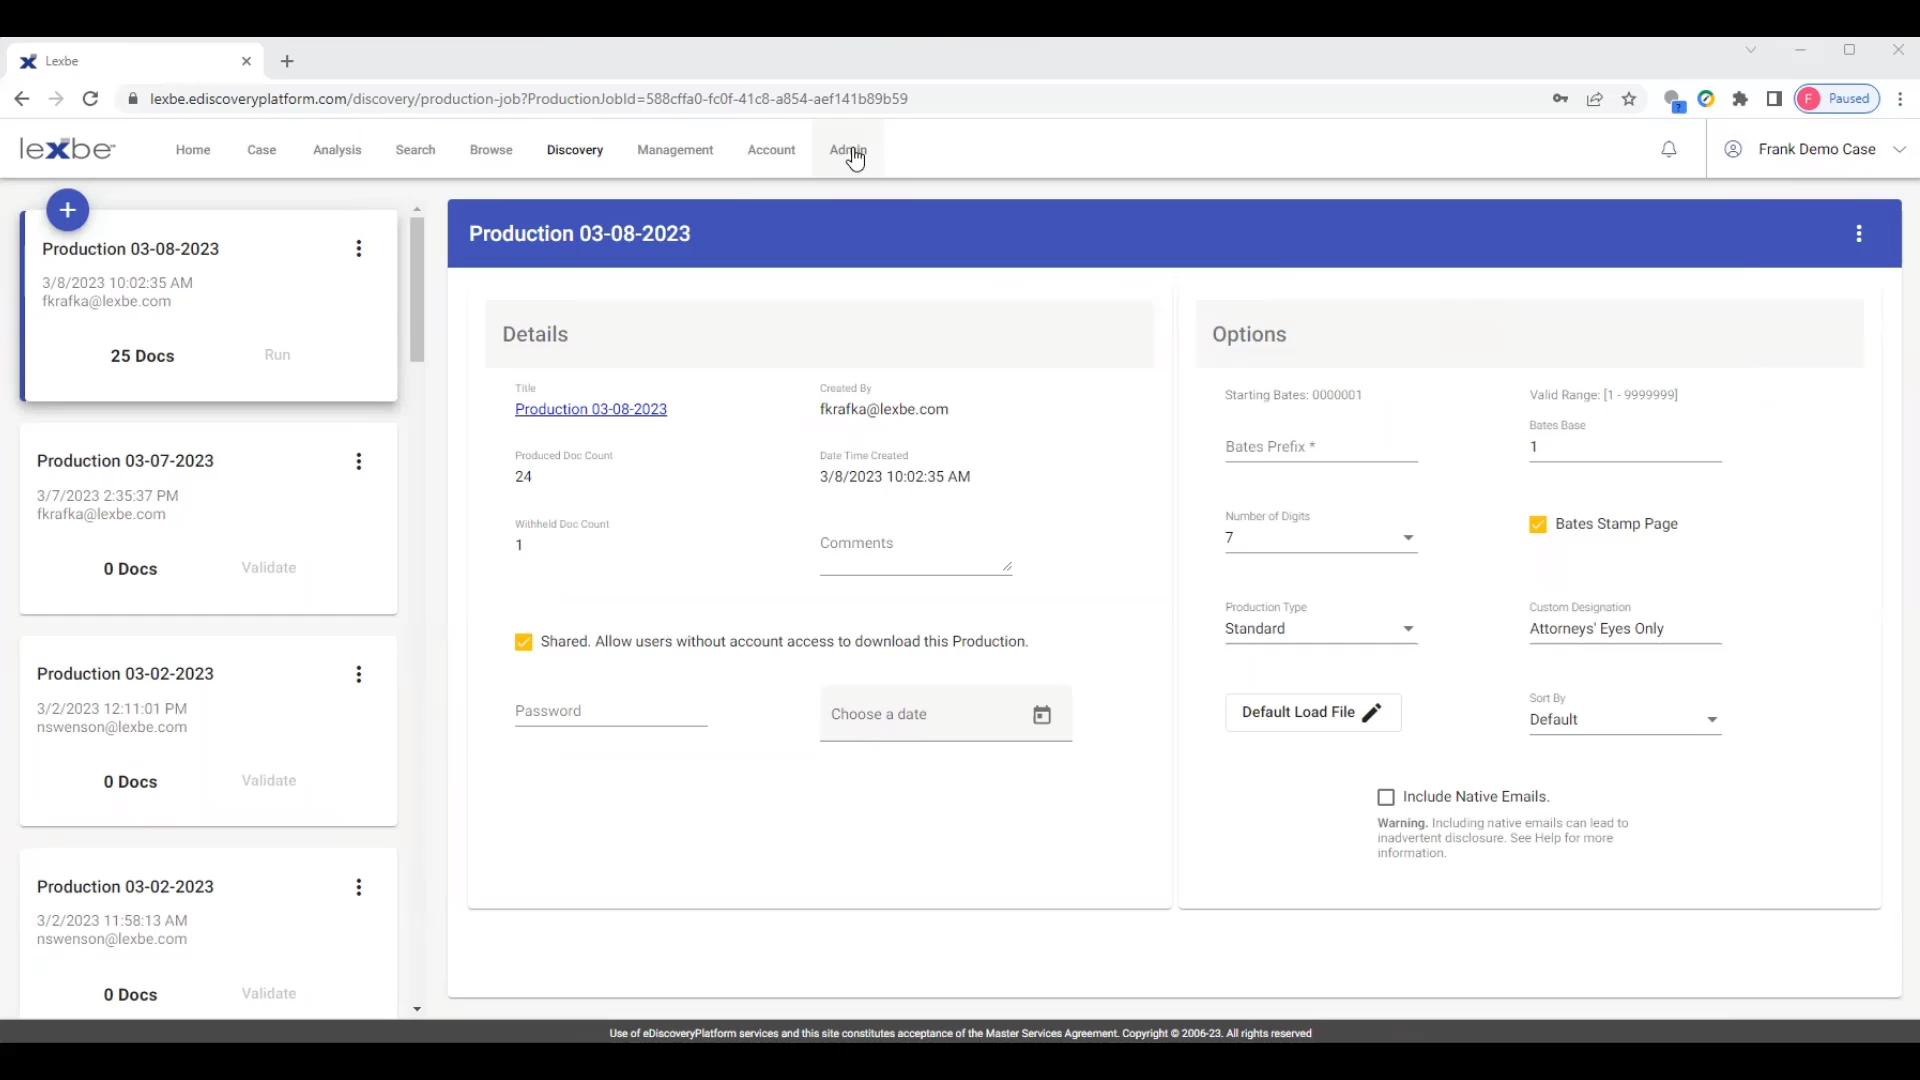 Lexbe
lexbe.ediscoveryplatform.com/discovery/production-job?ProductionJobId=588cffa0-fc0f-41c8-a854-aef141b89b59
F Paused
lexbe
Home Case Analysis Search Browse Discovery Management Account Admin
Frank Demo Case
+
Production 03-08-2023
3/8/2023 10:02:35 AM
fkrafka@lexbe.com
25 Docs Run
Production 03-07-2023
3/7/2023 2:35:37 PM
fkrafka@lexbe.com
0 Docs Validate
Production 03-02-2023
3/2/2023 12:11:01 PM
nswenson@lexbe.com
0 Docs Validate
Production 03-02-2023
3/2/2023 11:58:13 AM
nswenson@lexbe.com
0 Docs Validate
Production 03-08-2023
Details
Title
Production 03-08-2023
Created By
fkrafka@lexbe.com
Produced Doc Count
24
Date Time Created
3/8/2023 10:02:35 AM
Withheld Doc Count
1
Comments
Shared. Allow users without account access to download this Production.
Password
Choose a date
Options
Starting Bates: 0000001
Valid Range: [1 - 9999999]
Bates Prefix *
Bates Base
1
Number of Digits
7
Bates Stamp Page
Production Type
Standard
Custom Designation
Attorneys' Eyes Only
Default Load File
Sort By
Default
Include Native Emails.
Warning. Including native emails can lead to
inadvertent disclosure. See Help for more
information.
Use of eDiscoveryPlatform services and this site constitutes acceptance of the Master Services Agreement. Copyright © 2006-23. All rights reserved